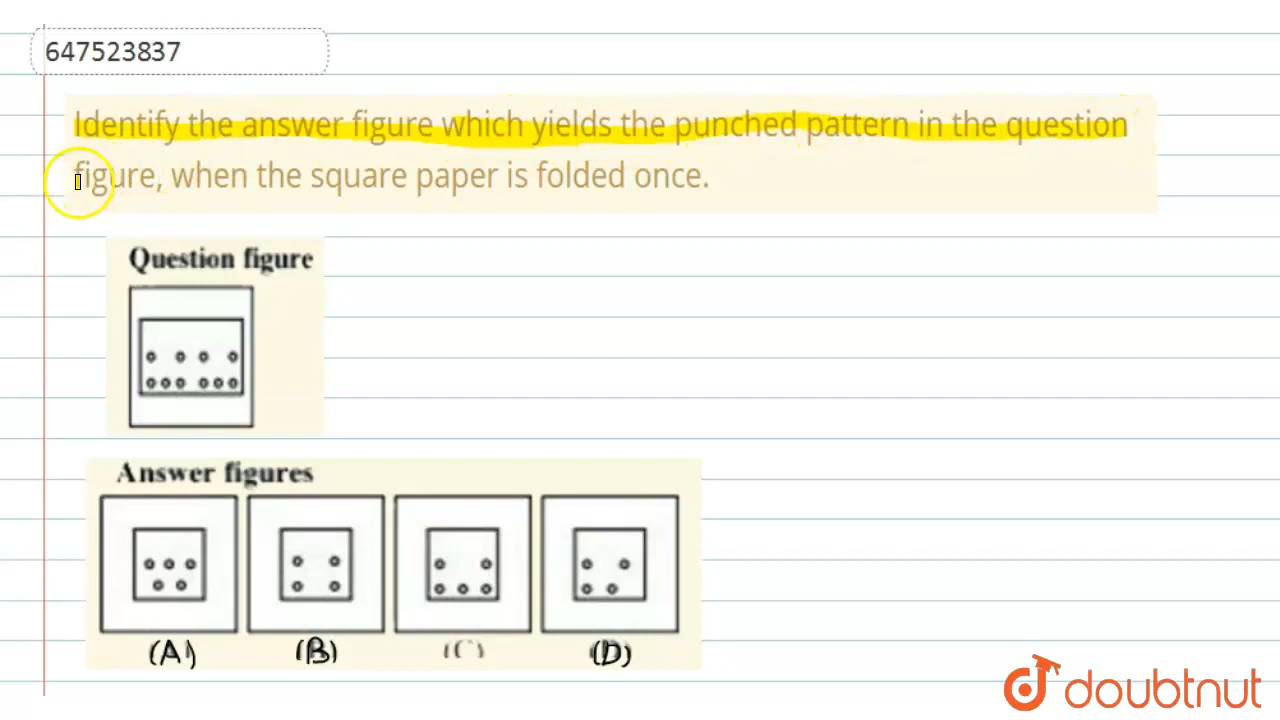 647523837
Identify the answer figure which yields the punched pattern in the question
figure, when the square paper is folded once.
Question figure
Answer figures
(A) (B) (C) (D)
doubtnut